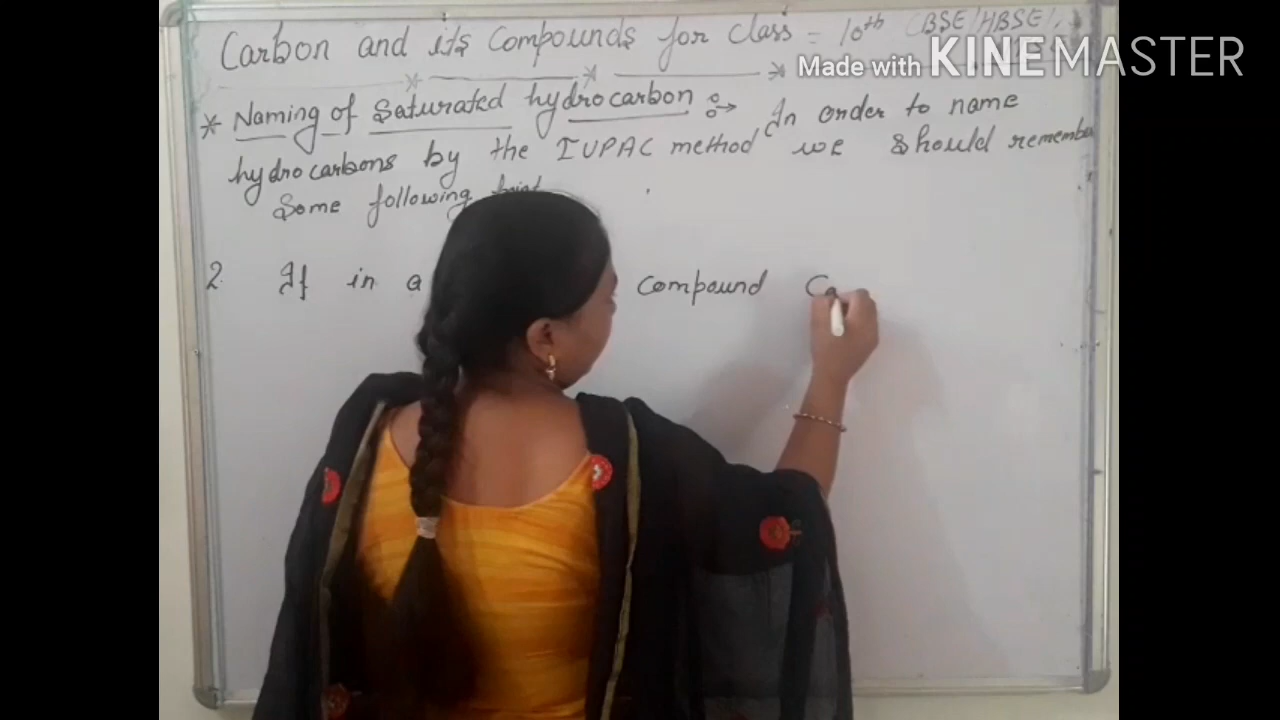 Carbon and its Compounds for class = 10th CBSE/HBSE/
Made with KINEMASTER
* Naming of Saturated hydrocarbon :→ In order to name
hydrocarbons by the IUPAC method we should remember
Some following
2. If in a compound Ca